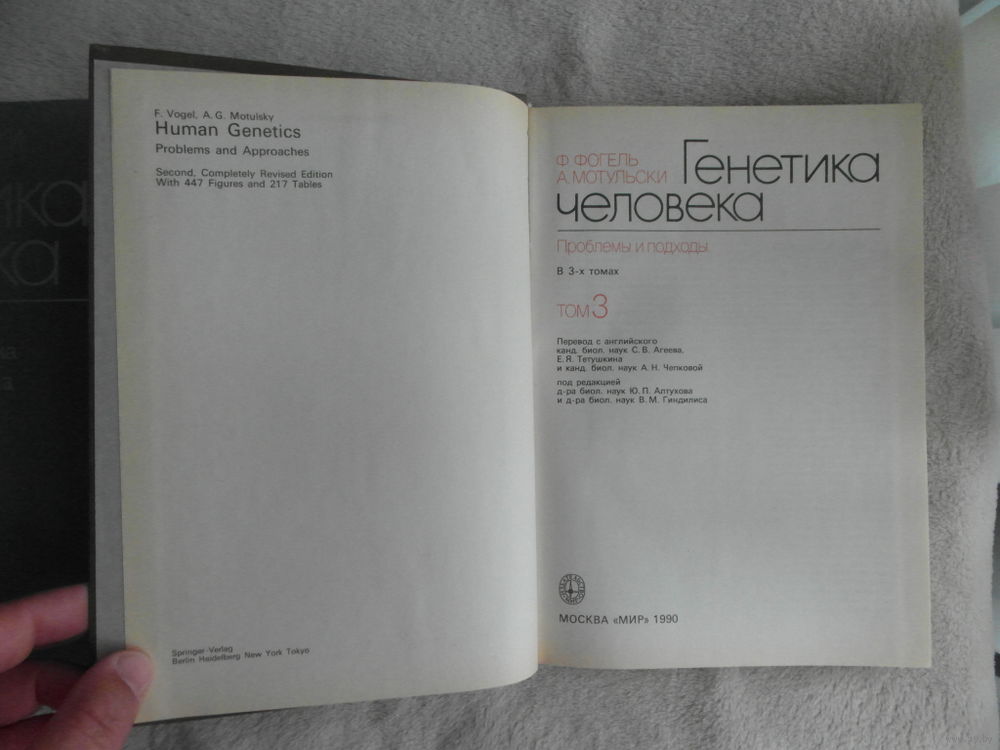 F. Vogel, A. G. Motulsky
Human Genetics
Problems and Approaches
Second, Completely Revised Edition
With 447 Figures and 217 Tables
Springer-Verlag
Berlin Heidelberg New York Tokyo
Ф. ФОГЕЛЬ
А. МОТУЛЬСКИ
Генетика
человека
Проблемы и подходы
В 3-х томах
ТОМ 3
Перевод с английского
канд. биол. наук С. В. Агеева,
Е. Я. Тетушкина
и канд. биол. наук А. Н. Чепковой
под редакцией
д-ра биол. наук Ю. П. Алтухова
и д-ра биол. наук В. М. Гиндилиса
МОСКВА «МИР» 1990